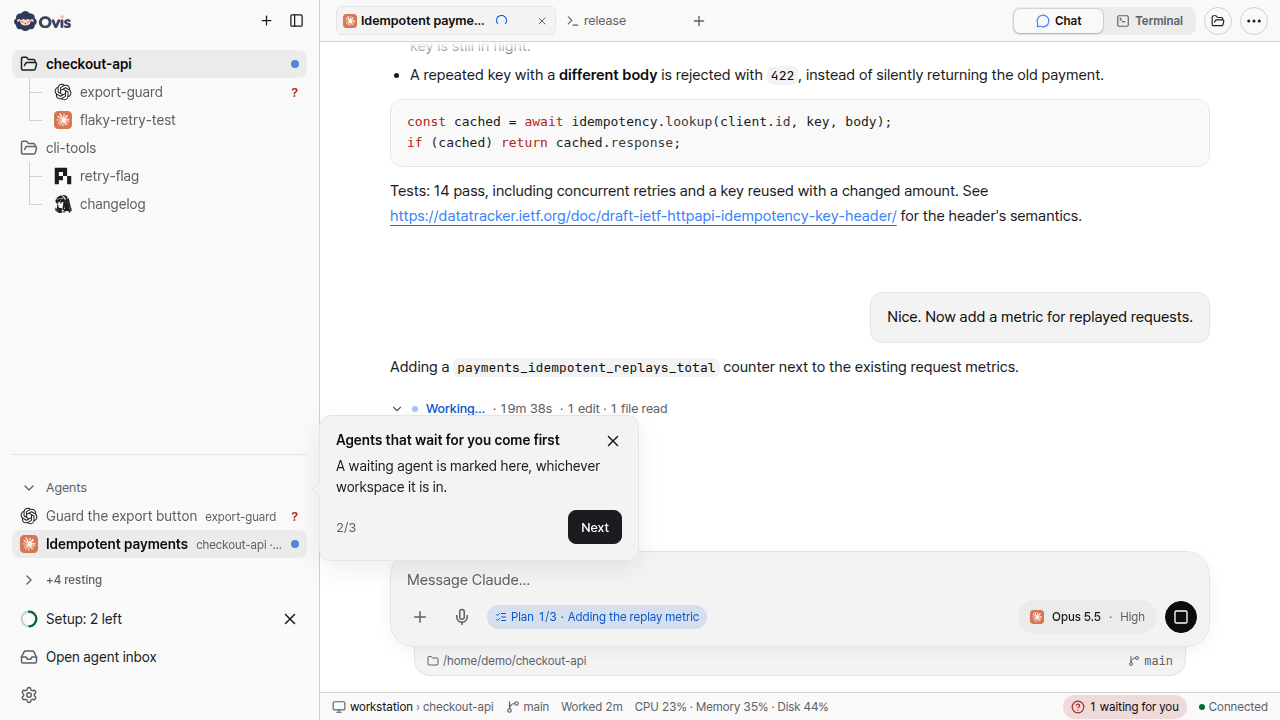 Ovis
checkout-api
export-guard ?
flaky-retry-test
cli-tools
retry-flag
changelog
Agents
Guard the export button export-guard ?
Idempotent payments checkout-api ·...
+4 resting
Setup: 2 left
Open agent inbox
Idempotent payme...
release
Chat
Terminal
key is still in flight.
• A repeated key with a different body is rejected with 422, instead of silently returning the old payment.
const cached = await idempotency.lookup(client.id, key, body);
if (cached) return cached.response;
Tests: 14 pass, including concurrent retries and a key reused with a changed amount. See
https://datatracker.ietf.org/doc/draft-ietf-httpapi-idempotency-key-header/ for the header's semantics.
Nice. Now add a metric for replayed requests.
Adding a payments_idempotent_replays_total counter next to the existing request metrics.
Working... · 19m 38s · 1 edit · 1 file read
Agents that wait for you come first
A waiting agent is marked here, whichever
workspace it is in.
2/3
Next
Message Claude...
Plan 1/3 · Adding the replay metric
Opus 5.5 · High
/home/demo/checkout-api
main
workstation › checkout-api
main
Worked 2m
CPU 23% · Memory 35% · Disk 44%
1 waiting for you
Connected